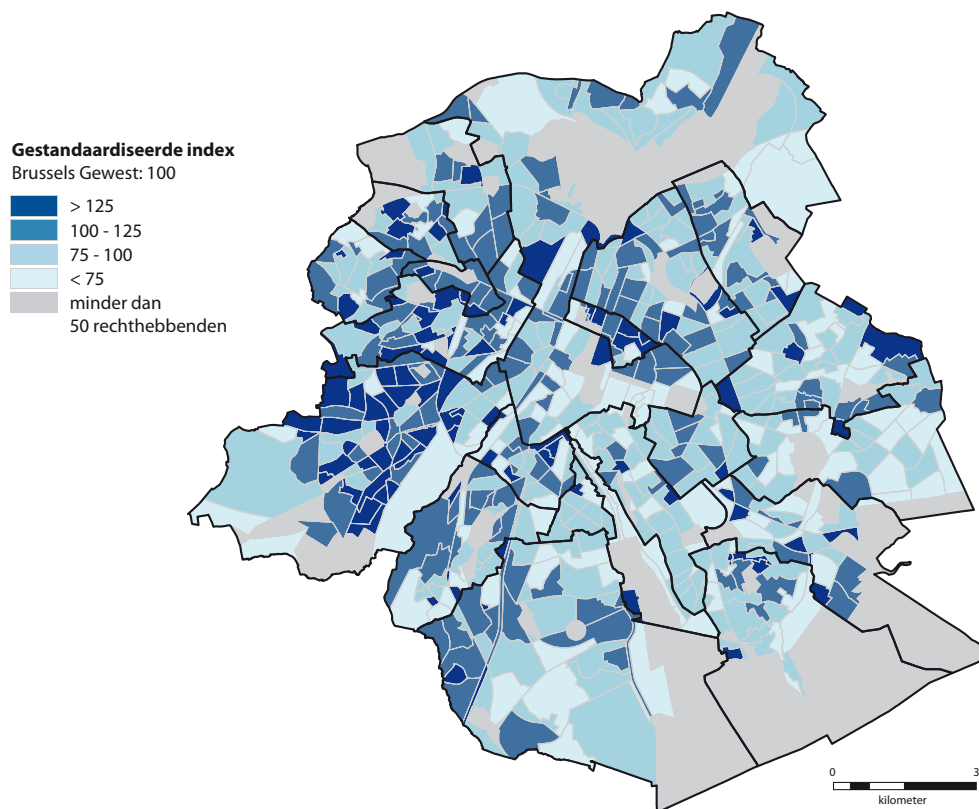 Gestandaardiseerde index
Brussels Gewest: 100
> 125
100 - 125
75 - 100
< 75
minder dan
50 rechthebbenden
0 3
kilometer